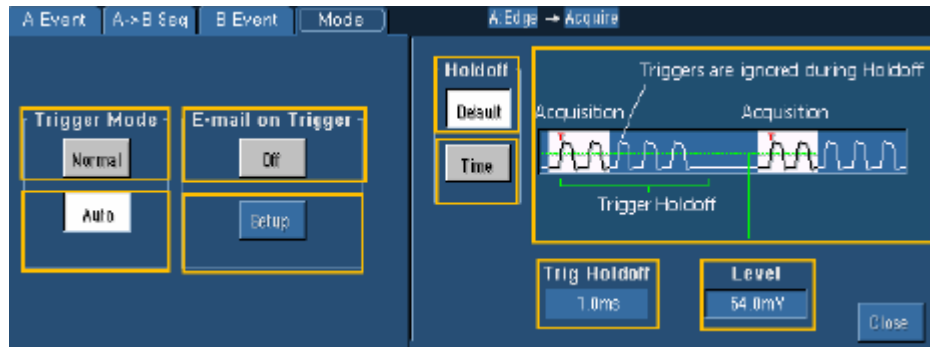 A Event A->B Seq B Event Mode
A:Edge → Acquire
Trigger Mode
Normal
Auto
E-mail on Trigger
Off
Setup
Holdoff
Default
Time
Triggers are ignored during Holdoff
Acquisition Acquisition
Trigger Holdoff
Trig Holdoff
1.0ms
Level
64.0mV
Close